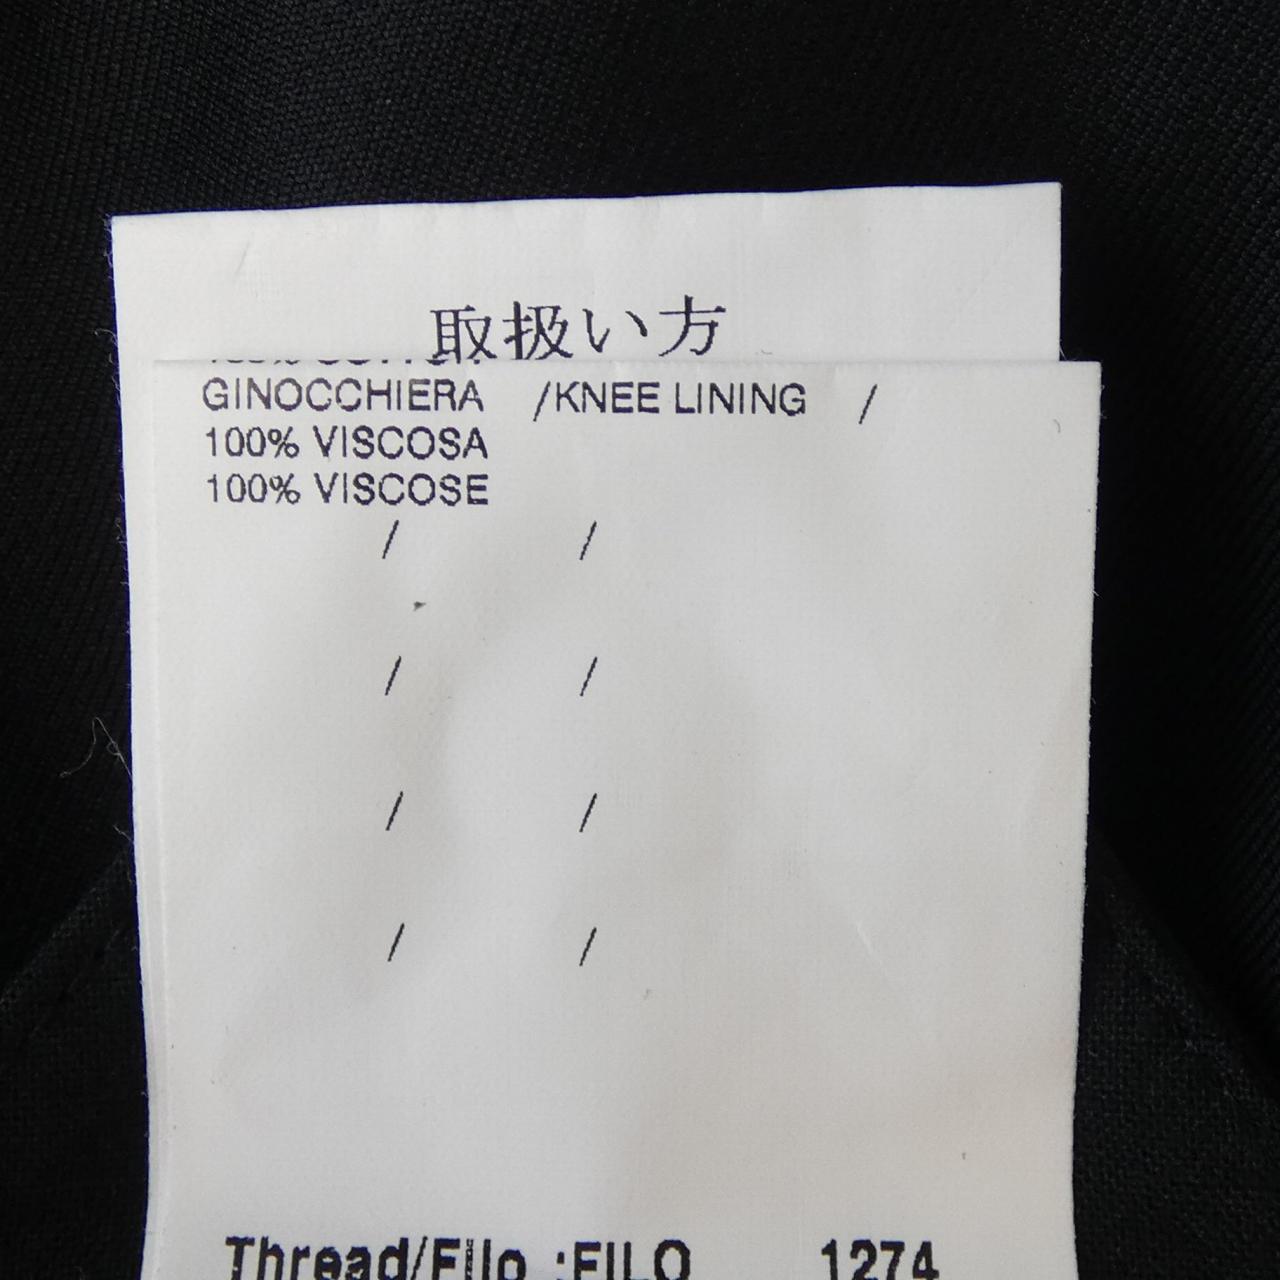 取扱い方
GINOCCHIERA /KNEE LINING /
100% VISCOSA
100% VISCOSE
/ /
/ /
/ /
/ /
Thread/Filo :FILO 1274